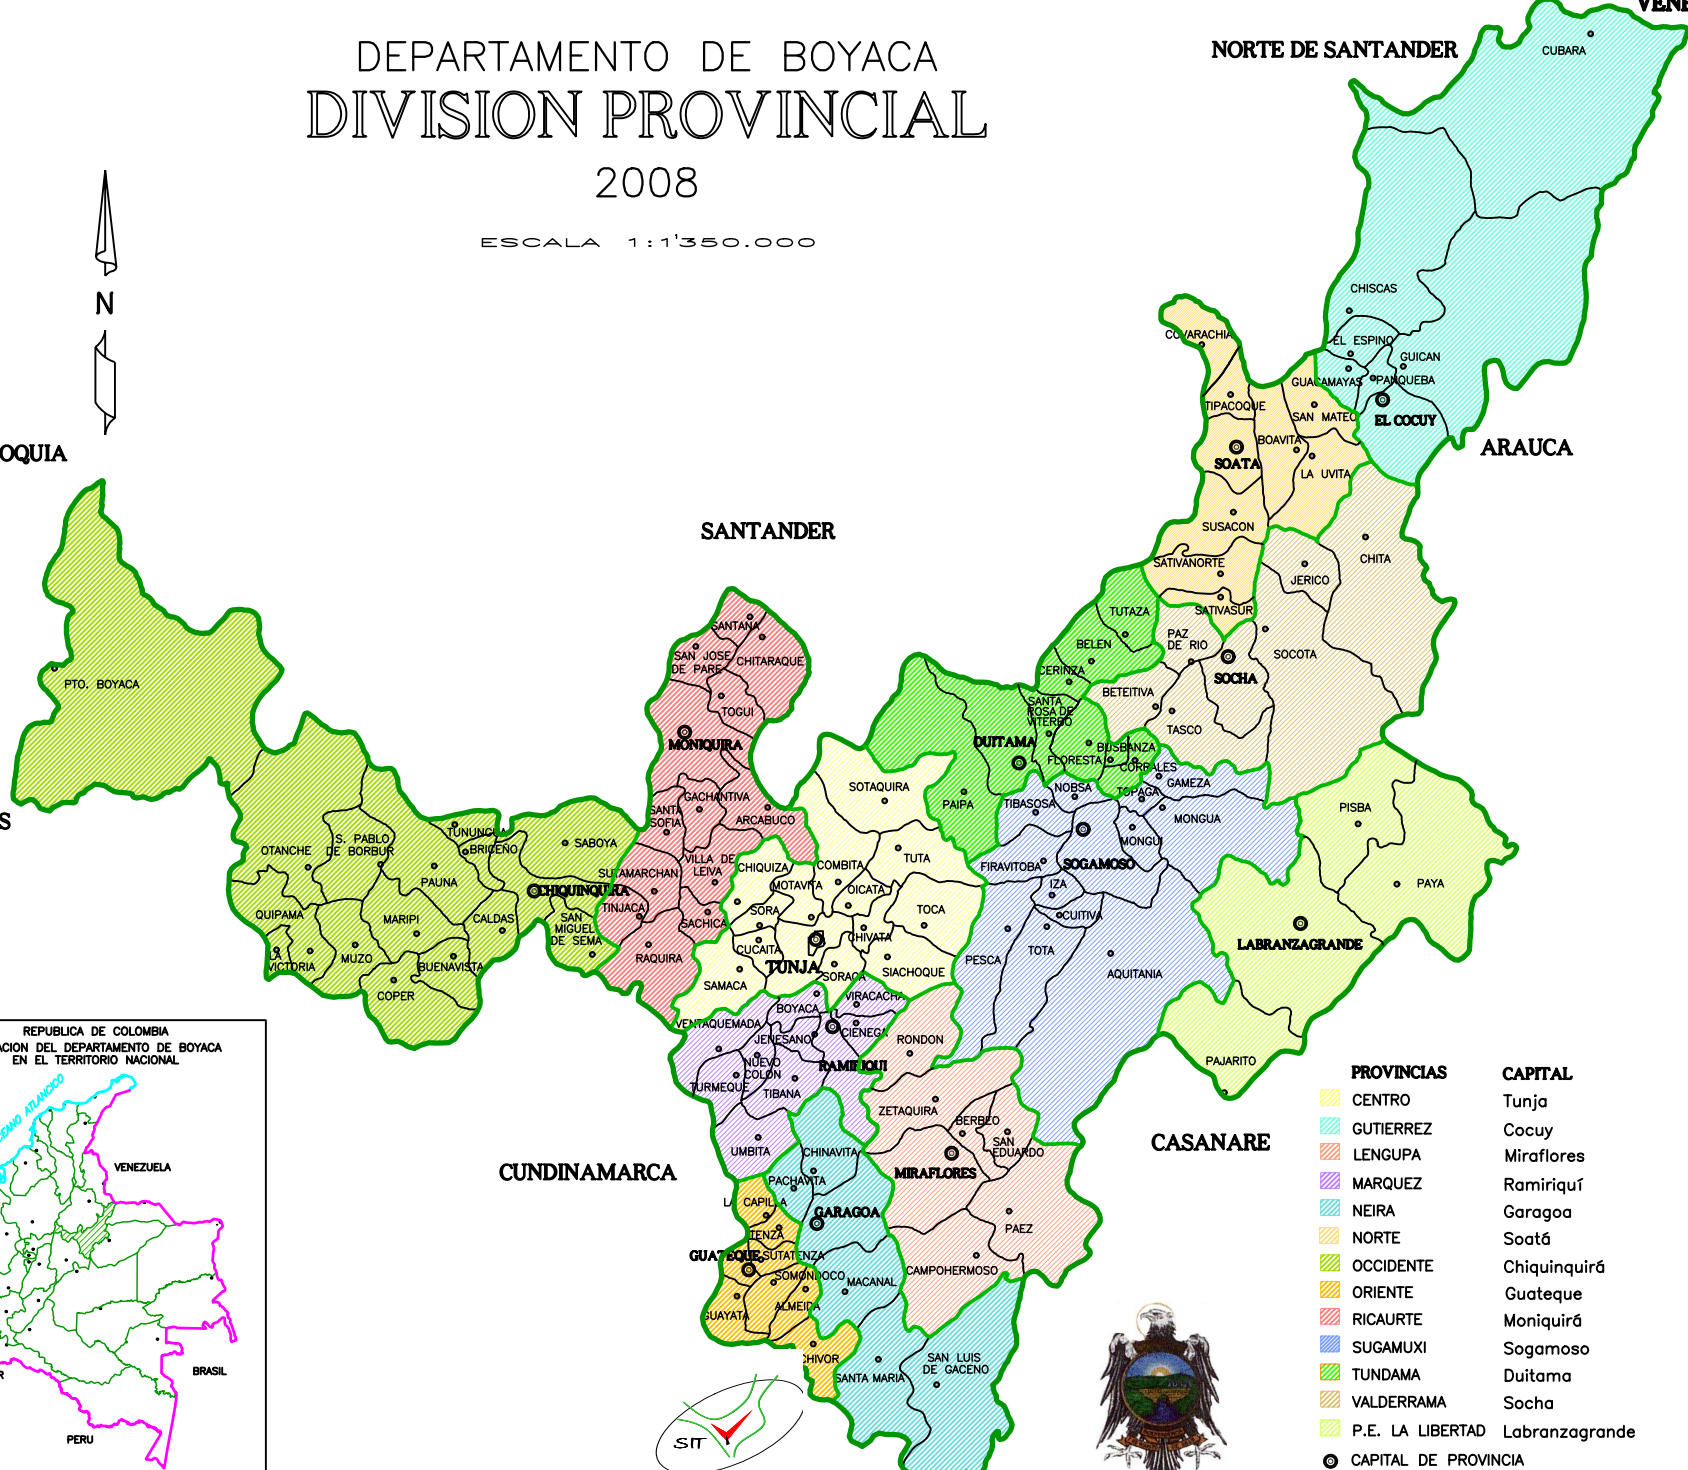 DEPARTAMENTO DE BOYACA
DIVISION PROVINCIAL
2008
ESCALA 1:1'350.000
N
NORTE DE SANTANDER
VENE
CUBARA
CHISCAS
EL ESPINO
GUICAN
GUACAMAYAS
PANQUEBA
EL COCUY
ARAUCA
COVARACHIA
TIPACOQUE
SAN MATEO
BOAVITA
SOATA
LA UVITA
SUSACON
CHITA
SATIVANORTE
JERICO
SATIVASUR
OQUIA
SANTANDER
TUTAZA
PAZ
DE RIO
BELEN
SOCOTA
CERINZA
SOCHA
BETEITIVA
SANTA
ROSA DE
VITERBO
TASCO
DUITAMA
BUSBANZA
FLORESTA
CORRALES
PAIPA
PTO. BOYACA
SANTANA
SAN JOSE
DE PARE
CHITARAQUE
TOGUI
MONIQUIRA
GACHANTIVA
SANTA
SOFIA
ARCABUCO
VILLA DE
LEIVA
SUTAMARCHAN
TINJACA
SACHICA
RAQUIRA
SOTAQUIRA
NOBSA
TOPAGA
GAMEZA
TIBASOSA
MONGUA
MONGUI
PISBA
S
OTANCHE
S. PABLO
DE BORBUR
TUNUNGUA
BRICEÑO
SABOYA
PAUNA
CHIQUINQUIRA
QUIPAMA
MARIPI
CALDAS
SAN
MIGUEL
DE SEMA
LA
VICTORIA
MUZO
BUENAVISTA
COPER
CHIQUIZA
COMBITA
TUTA
FIRAVITOBA
SOGAMOSO
MOTAVITA
OICATA
IZA
PAYA
SORA
TOCA
CUITIVA
CUCAITA
CHIVATA
LABRANZAGRANDE
TUNJA
SORACA
SIACHOQUE
PESCA
TOTA
AQUITANIA
SAMACA
BOYACA
VIRACACHA
VENTAQUEMADA
JENESANO
CIENEGA
RONDON
NUEVO
COLON
RAMIRIQUI
PAJARITO
TURMEQUE
TIBANA
ZETAQUIRA
BERBEO
UMBITA
CHINAVITA
SAN
EDUARDO
CASANARE
CUNDINAMARCA
PACHAVITA
MIRAFLORES
LA CAPILLA
GARAGOA
PAEZ
TENZA
GUATEQUE
SUTATENZA
SOMONDOCO
MACANAL
CAMPOHERMOSO
GUAYATA
ALMEIDA
CHIVOR
SANTA MARIA
SAN LUIS
DE GACENO
SIT
REPUBLICA DE COLOMBIA
ACION DEL DEPARTAMENTO DE BOYACA
EN EL TERRITORIO NACIONAL
CEANO ATLANCICO
VENEZUELA
BRASIL
PERU
R
PROVINCIAS CAPITAL
CENTRO Tunja
GUTIERREZ Cocuy
LENGUPA Miraflores
MARQUEZ Ramiriquí
NEIRA Garagoa
NORTE Soatá
OCCIDENTE Chiquinquirá
ORIENTE Guateque
RICAURTE Moniquirá
SUGAMUXI Sogamoso
TUNDAMA Duitama
VALDERRAMA Socha
P.E. LA LIBERTAD Labranzagrande
CAPITAL DE PROVINCIA